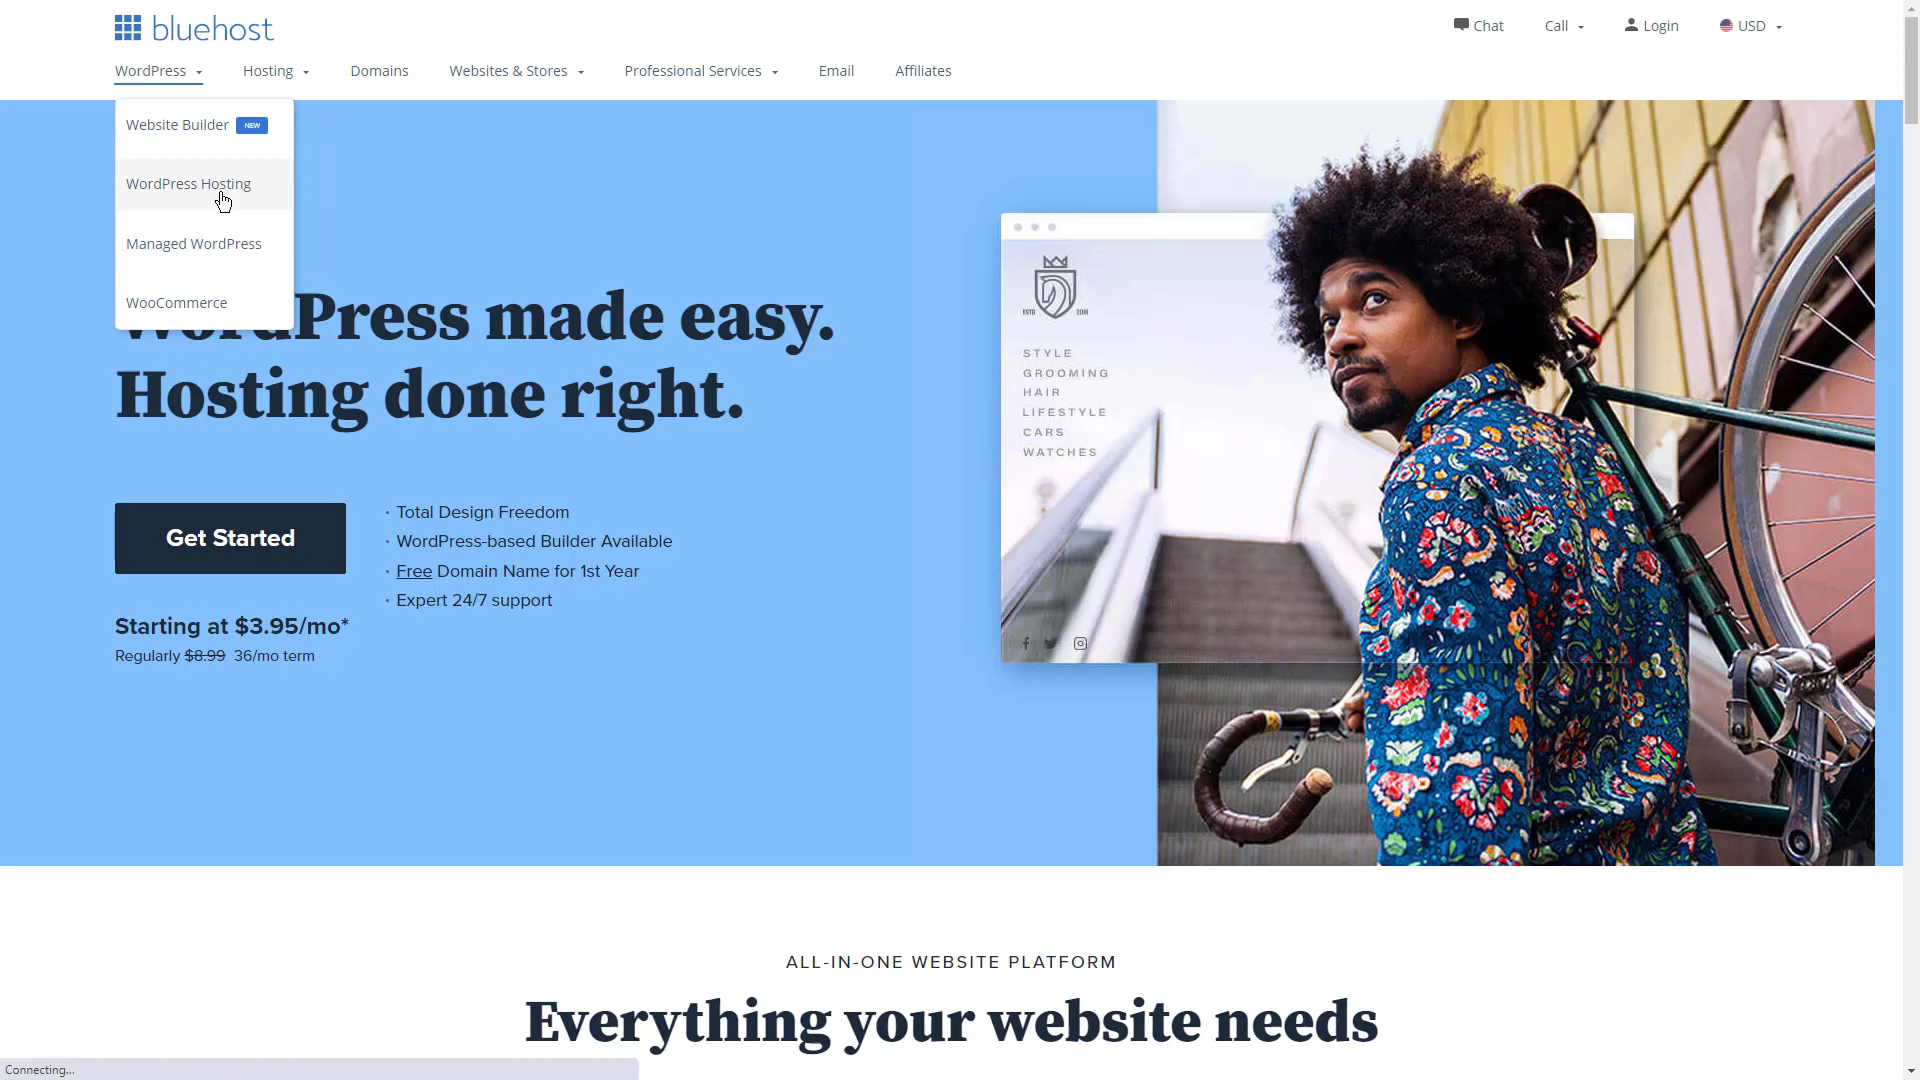 bluehost
Chat
Call
Login
USD
WordPress
Hosting
Domains
Websites & Stores
Professional Services
Email
Affiliates
Website Builder NEW
WordPress Hosting
Managed WordPress
WooCommerce
WordPress made easy.
Hosting done right.
Get Started
· Total Design Freedom
· WordPress-based Builder Available
· Free Domain Name for 1st Year
· Expert 24/7 support
Starting at $3.95/mo*
Regularly $8.99 36/mo term
STYLE
GROOMING
HAIR
LIFESTYLE
CARS
WATCHES
ALL-IN-ONE WEBSITE PLATFORM
Everything your website needs
Connecting...